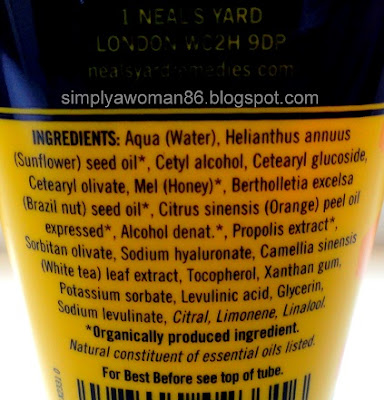 1 NEAL'S YARD
LONDON WC2H 9DP
nealsyardremedies.com
simplyawoman86.blogspot.com
INGREDIENTS: Aqua (Water), Helianthus annuus
(Sunflower) seed oil*, Cetyl alcohol, Cetearyl glucoside,
Cetearyl olivate, Mel (Honey)*, Bertholletia excelsa
(Brazil nut) seed oil*, Citrus sinensis (Orange) peel oil
expressed*, Alcohol denat.*, Propolis extract*,
Sorbitan olivate, Sodium hyaluronate, Camellia sinensis
(White tea) leaf extract, Tocopherol, Xanthan gum,
Potassium sorbate, Levulinic acid, Glycerin,
Sodium levulinate, Citral, Limonene, Linalool.
*Organically produced ingredient.
Natural constituent of essential oils listed.
For Best Before see top of tube.